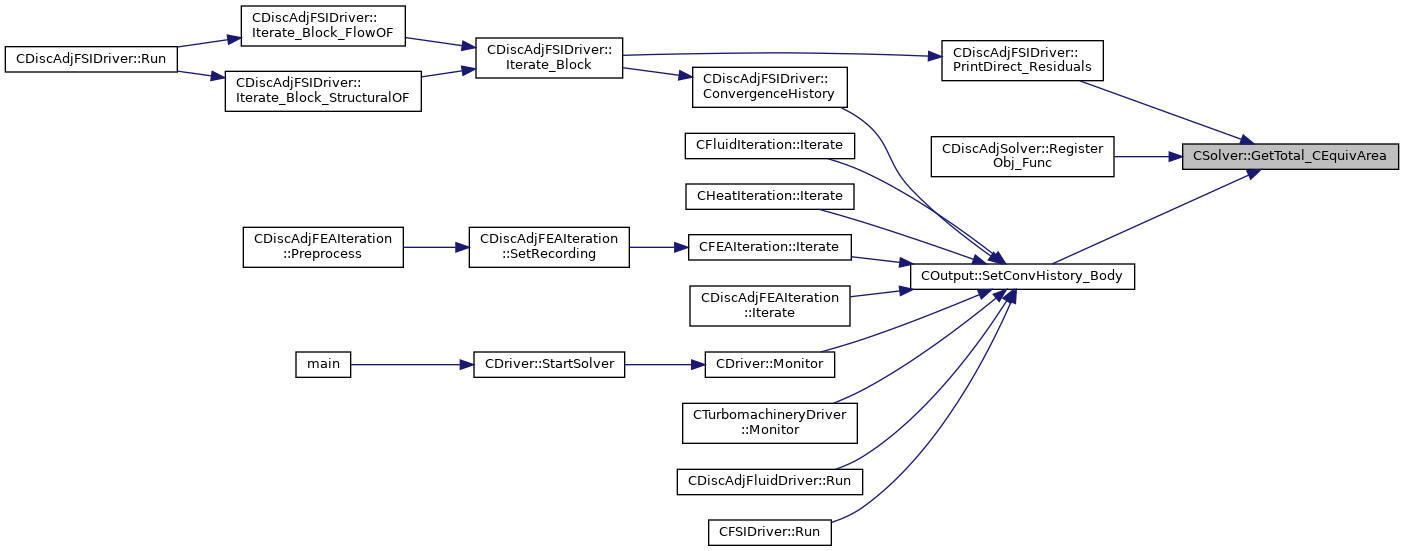 CDiscAdjFSIDriver::Run
CDiscAdjFSIDriver::
Iterate_Block_FlowOF
CDiscAdjFSIDriver::
Iterate_Block_StructuralOF
CDiscAdjFSIDriver::
Iterate_Block
CDiscAdjFSIDriver::
PrintDirect_Residuals
CDiscAdjFSIDriver::
ConvergenceHistory
CFluidIteration::Iterate
CDiscAdjSolver::Register
Obj_Func
CSolver::GetTotal_CEquivArea
CHeatIteration::Iterate
CDiscAdjFEAIteration
::Preprocess
CDiscAdjFEAIteration
::SetRecording
CFEAIteration::Iterate
COutput::SetConvHistory_Body
CDiscAdjFEAIteration
::Iterate
main
CDriver::StartSolver
CDriver::Monitor
CTurbomachineryDriver
::Monitor
CDiscAdjFluidDriver::Run
CFSIDriver::Run